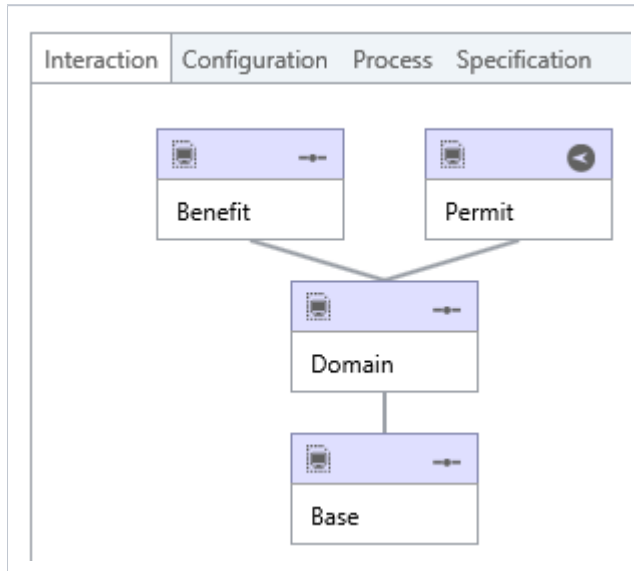 Interaction Configuration Process Specification
Benefit Permit
Domain
Base